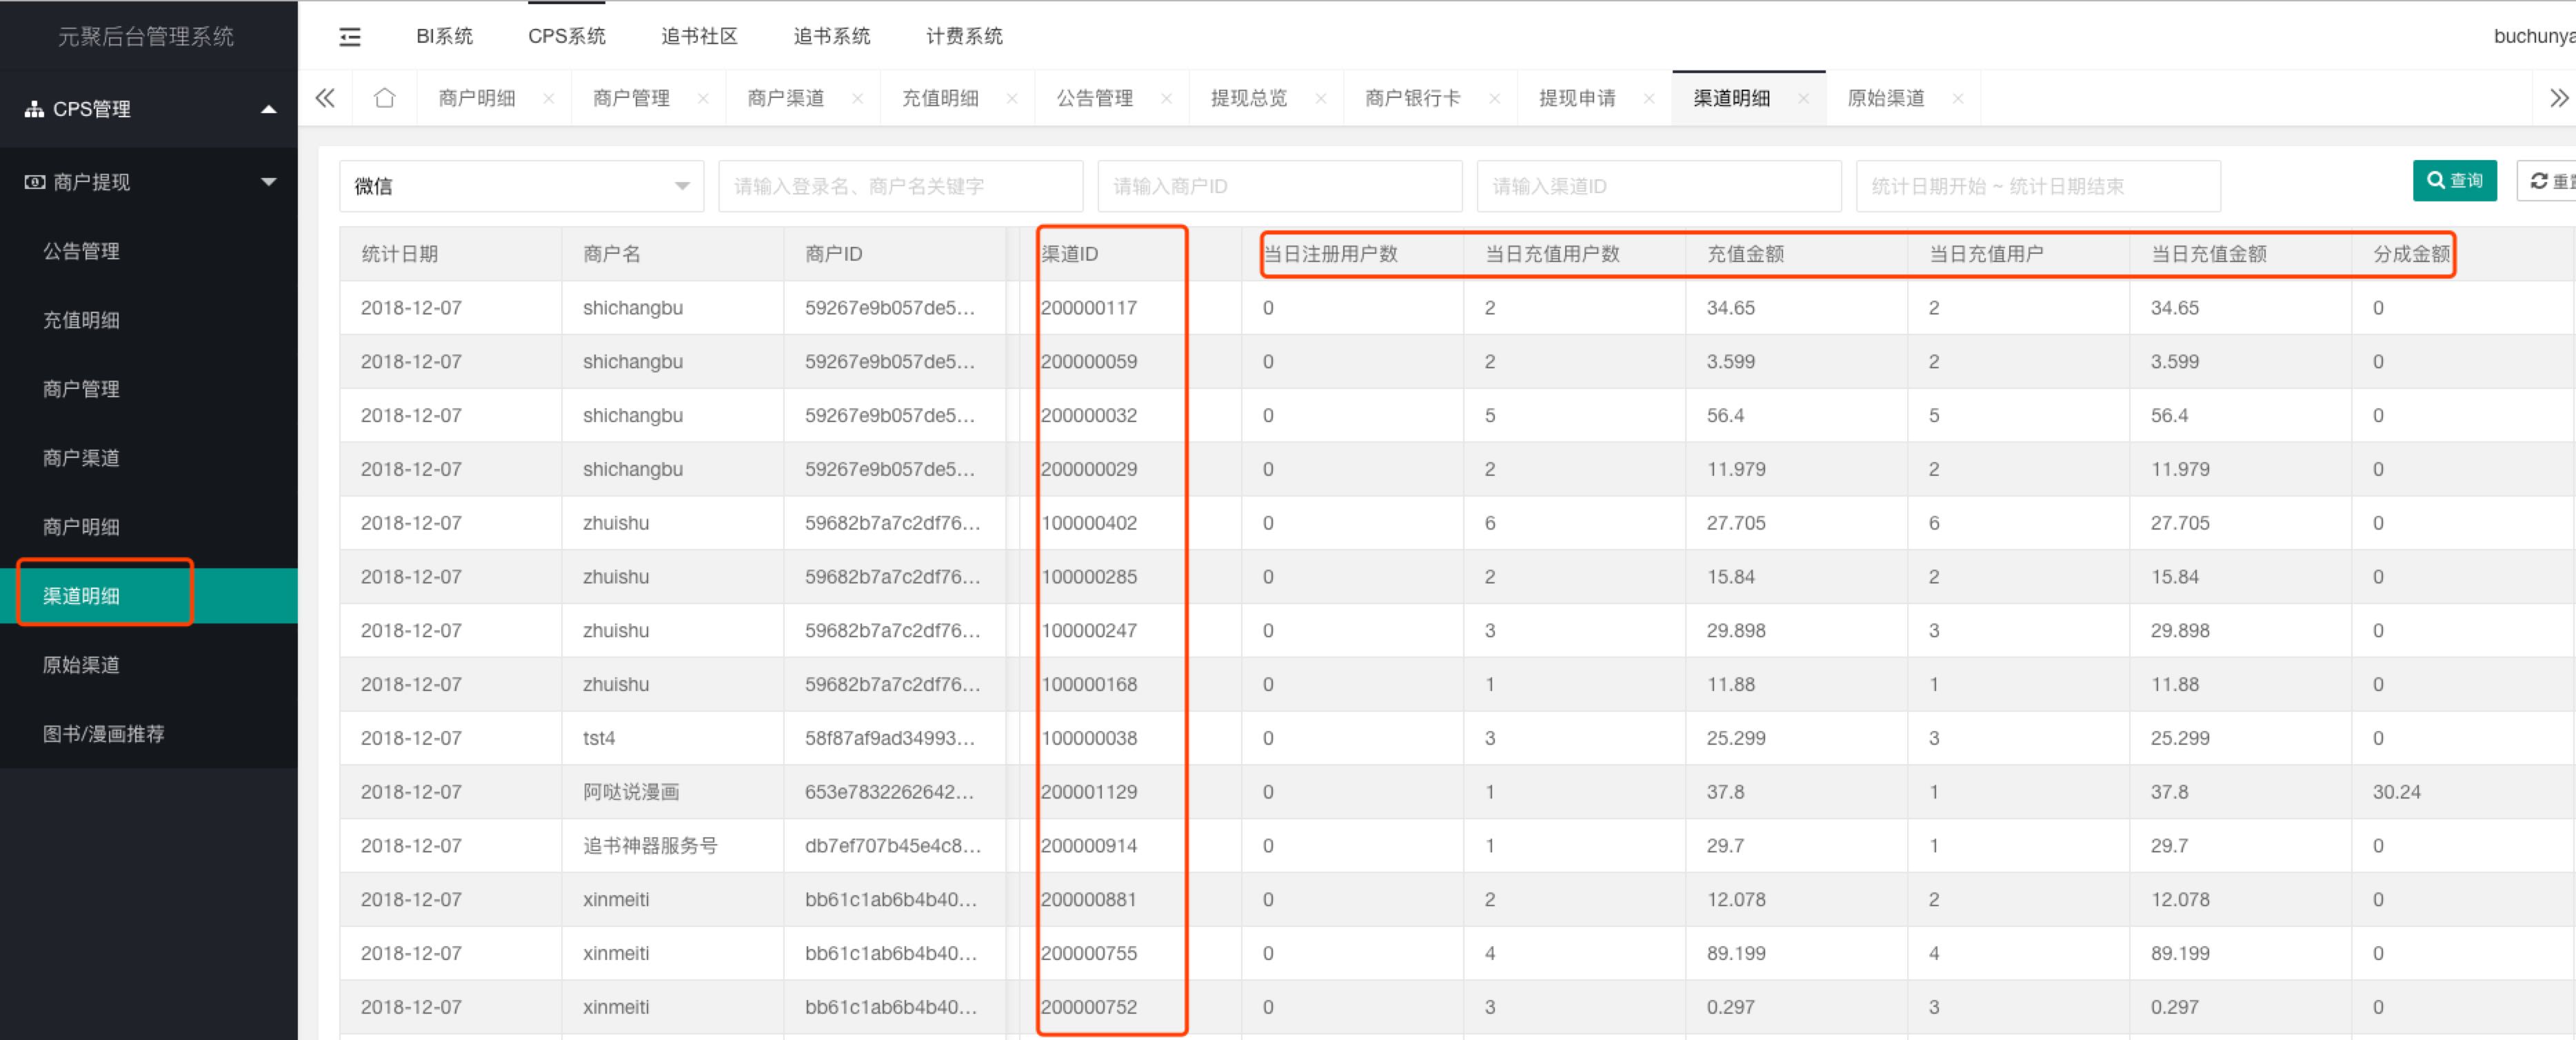 元聚后台管理系统 BI系统 CPS系统 追书社区 追书系统 计费系统 buchunya
CPS管理 商户明细 商户管理 商户渠道 充值明细 公告管理 提现总览 商户银行卡 提现申请 渠道明细 原始渠道
商户提现
公告管理
充值明细
商户管理
商户渠道
商户明细
渠道明细
原始渠道
图书/漫画推荐
微信 请输入登录名、商户名关键字 请输入商户ID 请输入渠道ID 统计日期开始 ~ 统计日期结束 查询 重置
统计日期 商户名 商户ID 渠道ID 当日注册用户数 当日充值用户数 充值金额 当日充值用户 当日充值金额 分成金额
2018-12-07 shichangbu 59267e9b057de5... 200000117 0 2 34.65 2 34.65 0
2018-12-07 shichangbu 59267e9b057de5... 200000059 0 2 3.599 2 3.599 0
2018-12-07 shichangbu 59267e9b057de5... 200000032 0 5 56.4 5 56.4 0
2018-12-07 shichangbu 59267e9b057de5... 200000029 0 2 11.979 2 11.979 0
2018-12-07 zhuishu 59682b7a7c2df76... 100000402 0 6 27.705 6 27.705 0
2018-12-07 zhuishu 59682b7a7c2df76... 100000285 0 2 15.84 2 15.84 0
2018-12-07 zhuishu 59682b7a7c2df76... 100000247 0 3 29.898 3 29.898 0
2018-12-07 zhuishu 59682b7a7c2df76... 100000168 0 1 11.88 1 11.88 0
2018-12-07 tst4 58f87af9ad34993... 100000038 0 3 25.299 3 25.299 0
2018-12-07 阿哒说漫画 653e7832262642... 200001129 0 1 37.8 1 37.8 30.24
2018-12-07 追书神器服务号 db7ef707b45e4c8... 200000914 0 1 29.7 1 29.7 0
2018-12-07 xinmeiti bb61c1ab6b4b40... 200000881 0 2 12.078 2 12.078 0
2018-12-07 xinmeiti bb61c1ab6b4b40... 200000755 0 4 89.199 4 89.199 0
2018-12-07 xinmeiti bb61c1ab6b4b40... 200000752 0 3 0.297 3 0.297 0